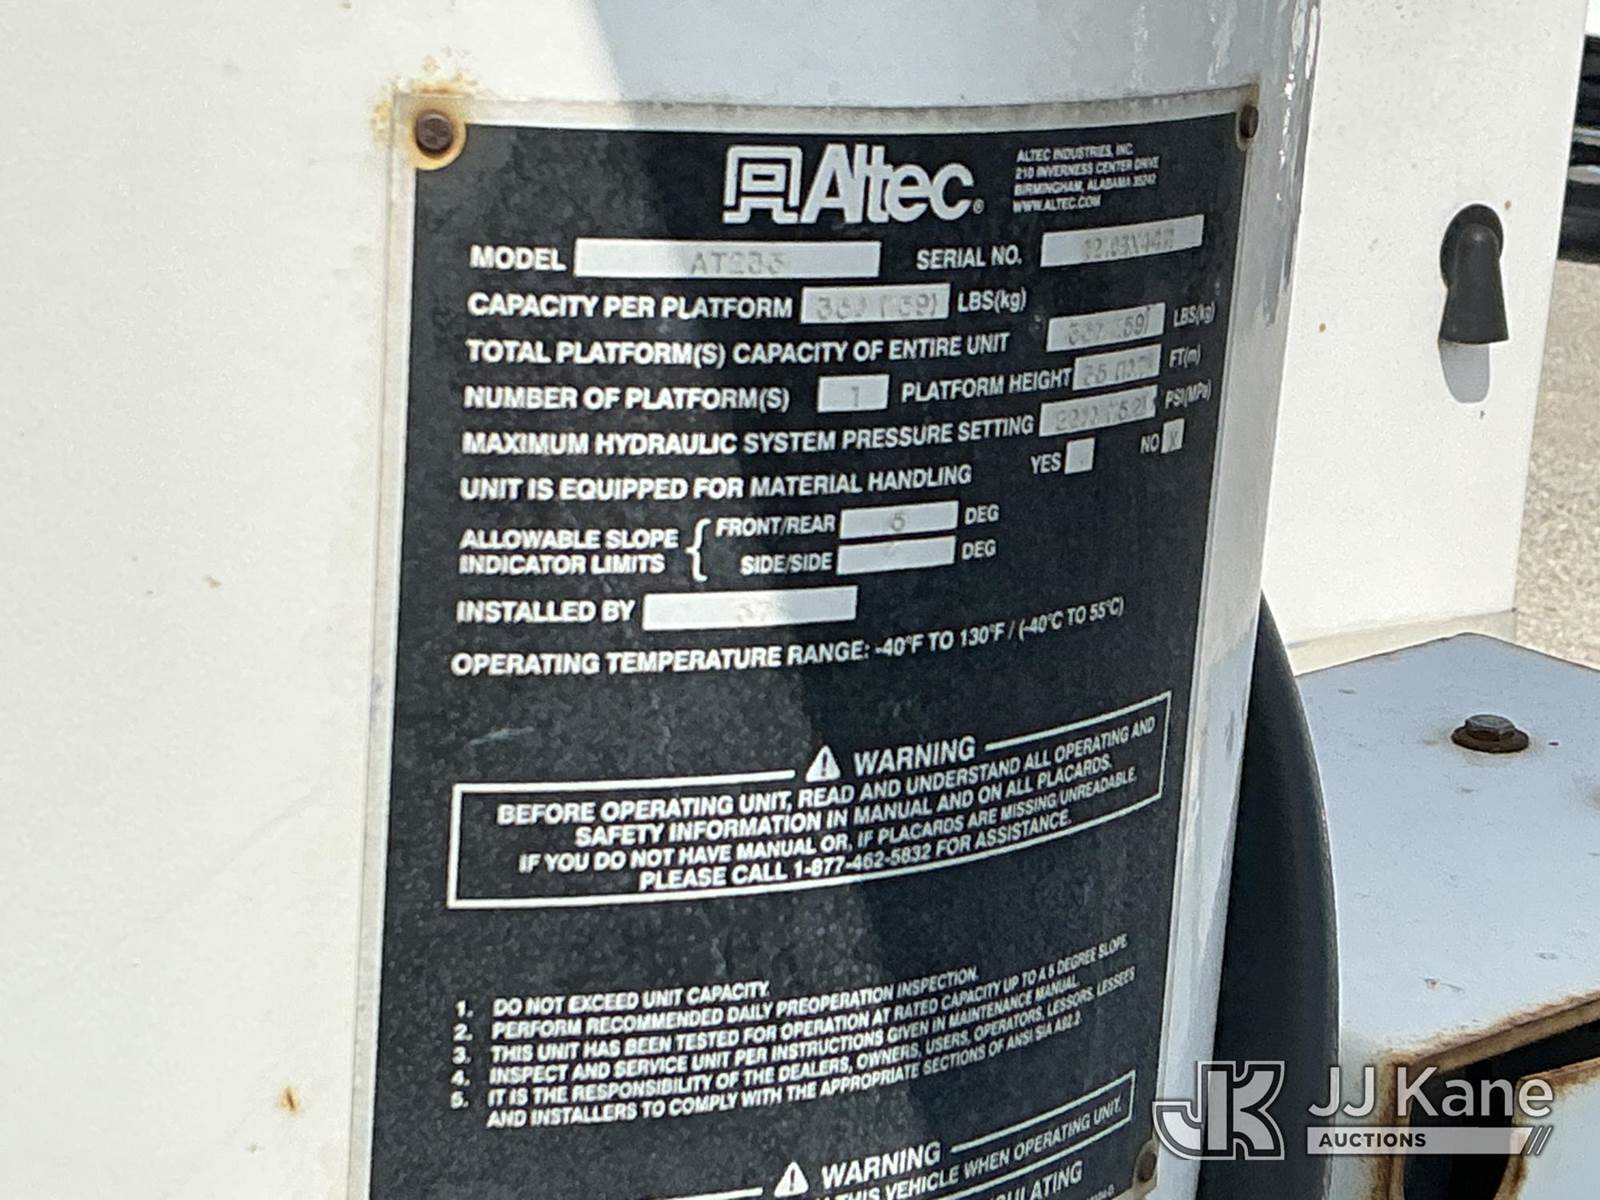 Altec®
ALTEC INDUSTRIES, INC.
210 INVERNESS CENTER DRIVE
BIRMINGHAM, ALABAMA 35242
WWW.ALTEC.COM
MODEL SERIAL NO.
CAPACITY PER PLATFORM LBS(kg)
TOTAL PLATFORM(S) CAPACITY OF ENTIRE UNIT LBS(kg)
NUMBER OF PLATFORM(S) 1 PLATFORM HEIGHT FT(m)
MAXIMUM HYDRAULIC SYSTEM PRESSURE SETTING PSI(MPa)
UNIT IS EQUIPPED FOR MATERIAL HANDLING YES NO X
ALLOWABLE SLOPE INDICATOR LIMITS { FRONT/REAR 5 DEG
SIDE/SIDE DEG
INSTALLED BY
OPERATING TEMPERATURE RANGE: -40°F TO 130°F / (-40°C TO 55°C)
WARNING
BEFORE OPERATING UNIT, READ AND UNDERSTAND ALL OPERATING AND
SAFETY INFORMATION IN MANUAL AND ON ALL PLACARDS.
IF YOU DO NOT HAVE MANUAL OR, IF PLACARDS ARE MISSING/UNREADABLE,
PLEASE CALL 1-877-462-5832 FOR ASSISTANCE.
1. DO NOT EXCEED UNIT CAPACITY.
2. PERFORM RECOMMENDED DAILY PREOPERATION INSPECTION.
3. THIS UNIT HAS BEEN TESTED FOR OPERATION AT RATED CAPACITY UP TO A 5 DEGREE SLOPE
4. INSPECT AND SERVICE UNIT PER INSTRUCTIONS GIVEN IN MAINTENANCE MANUAL.
5. IT IS THE RESPONSIBILITY OF THE DEALERS, OWNERS, USERS, OPERATORS, LESSORS, LESSEES
AND INSTALLERS TO COMPLY WITH THE APPROPRIATE SECTIONS OF ANSI SIA A92.2.
WARNING
THIS VEHICLE WHEN OPERATING UNIT.
JJ Kane
AUCTIONS